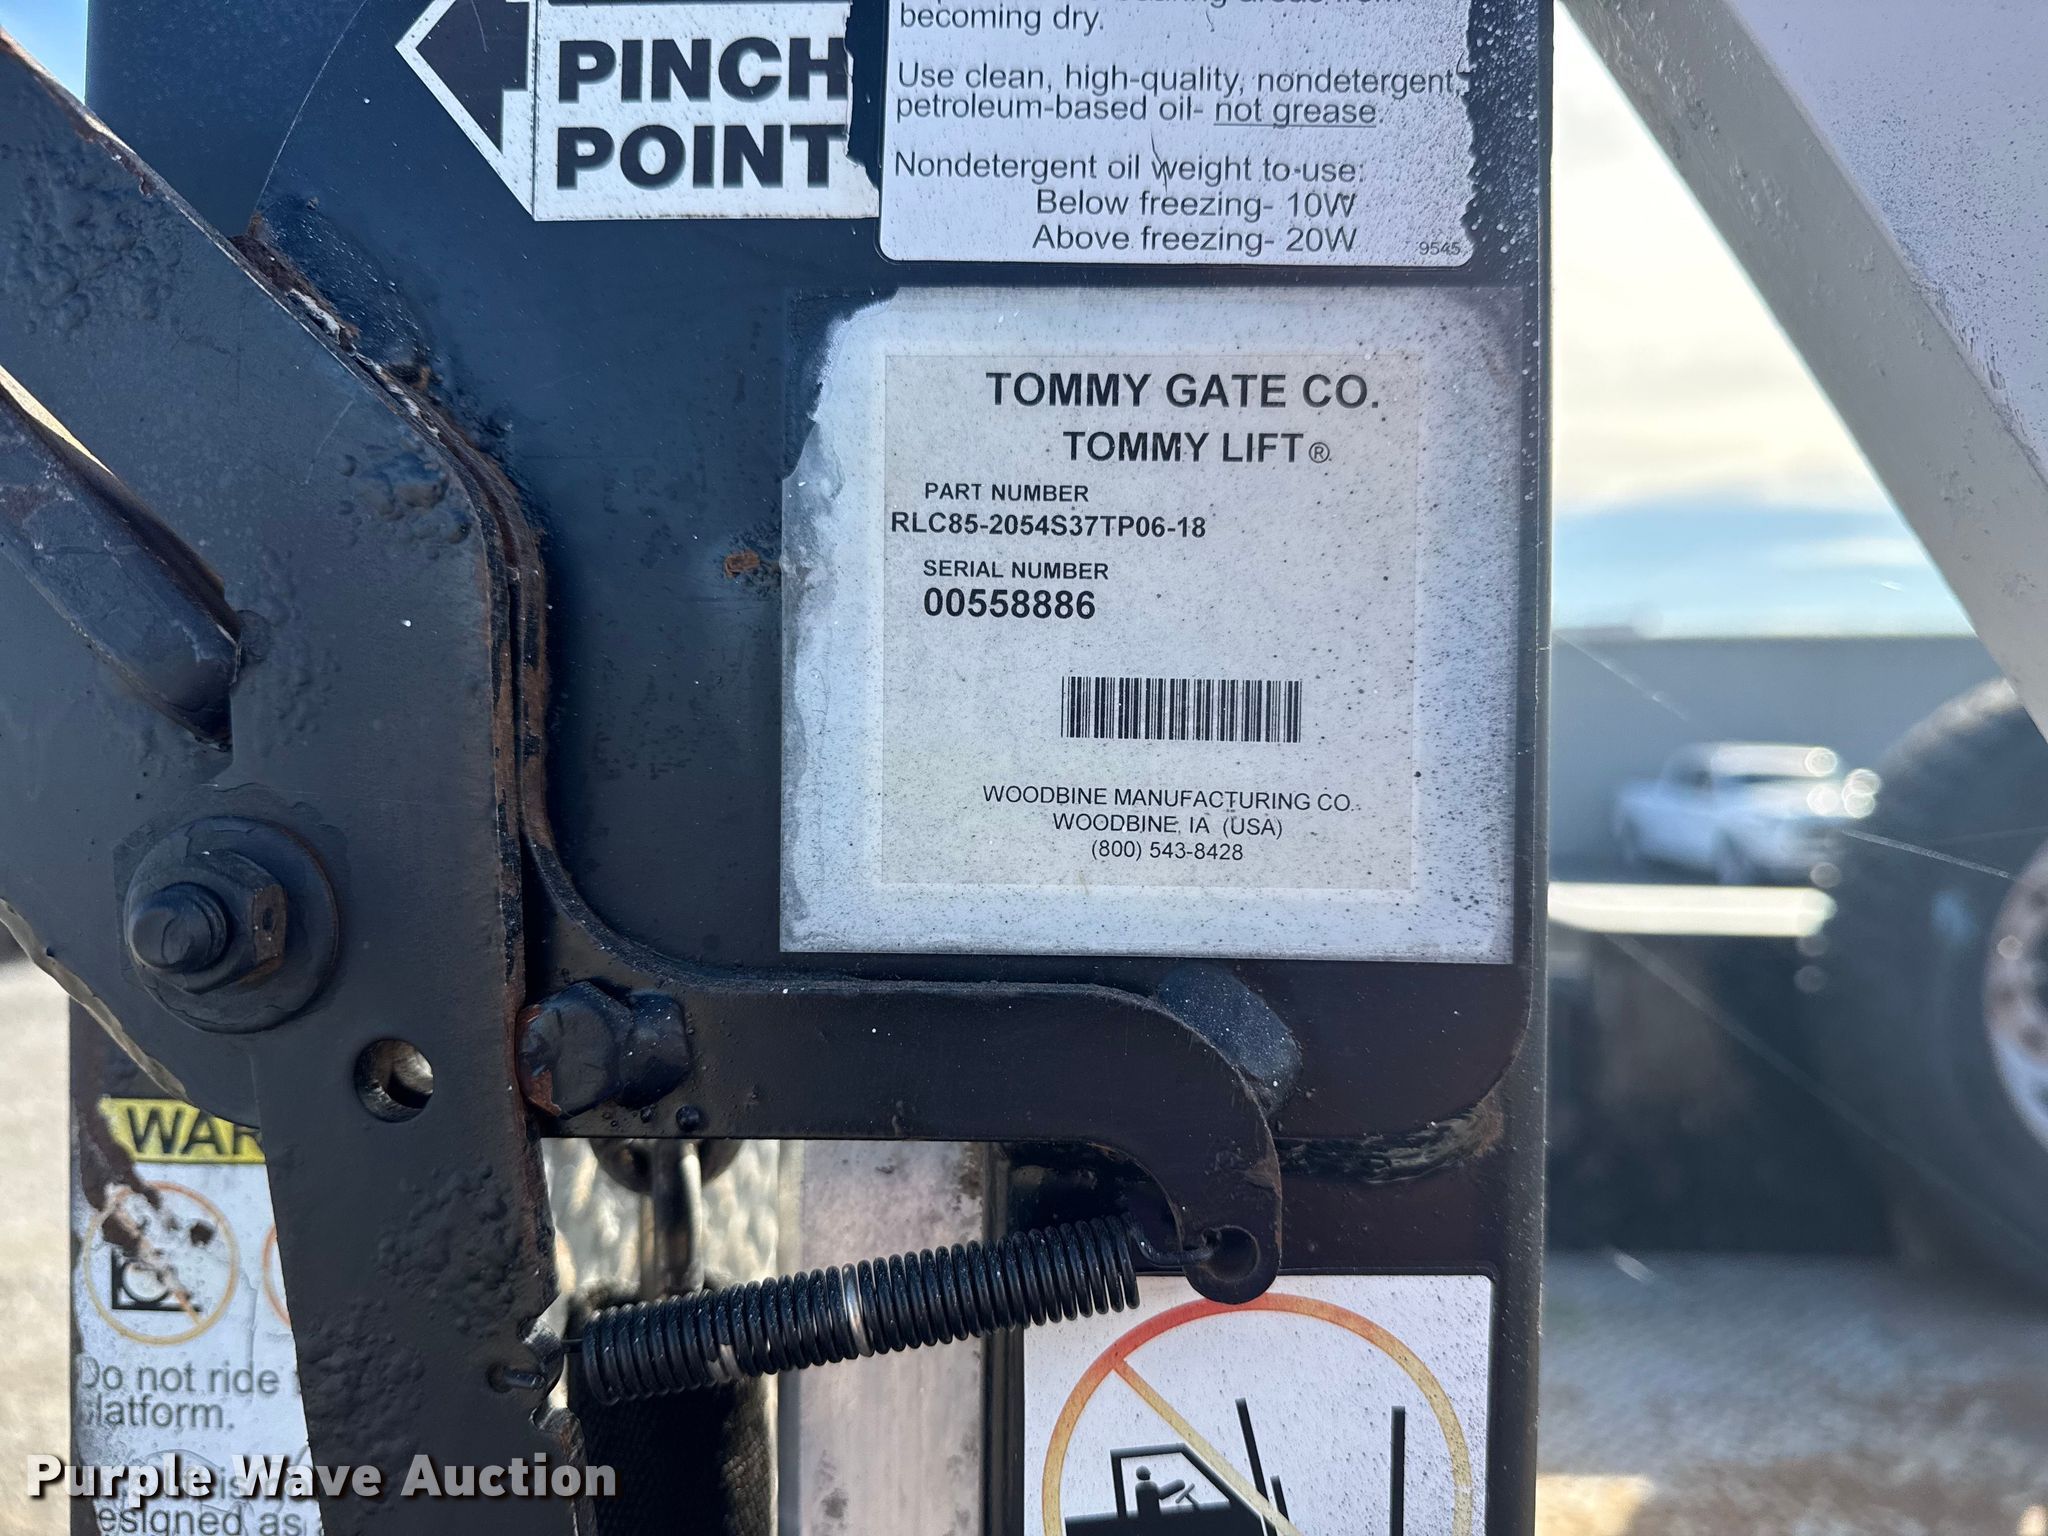 PINCH
POINT
becoming dry.
Use clean, high-quality, nondetergent,
petroleum-based oil- not grease.
Nondetergent oil weight to use:
Below freezing- 10W
Above freezing- 20W
9545
TOMMY GATE CO.
TOMMY LIFT®
PART NUMBER
RLC85-2054S37TP06-18
SERIAL NUMBER
00558886
WOODBINE MANUFACTURING CO.
WOODBINE, IA (USA)
(800) 543-8428
WAR
Do not ride
platform.
designed as
Purple Wave Auction